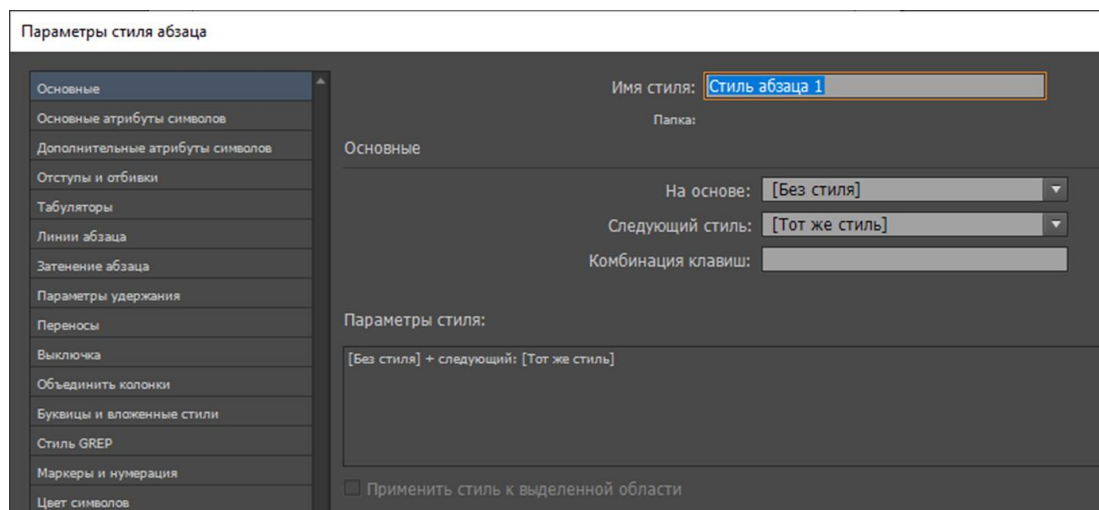 Параметры стиля абзаца
Основные
Основные атрибуты символов
Дополнительные атрибуты символов
Отступы и отбивки
Табуляторы
Линии абзаца
Затенение абзаца
Параметры удержания
Переносы
Выключка
Объединить колонки
Буквицы и вложенные стили
Стиль GREP
Маркеры и нумерация
Цвет символов
Имя стиля: Стиль абзаца 1
Папка:
Основные
На основе: [Без стиля]
Следующий стиль: [Тот же стиль]
Комбинация клавиш:
Параметры стиля:
[Без стиля] + следующий: [Тот же стиль]
Применить стиль к выделенной области